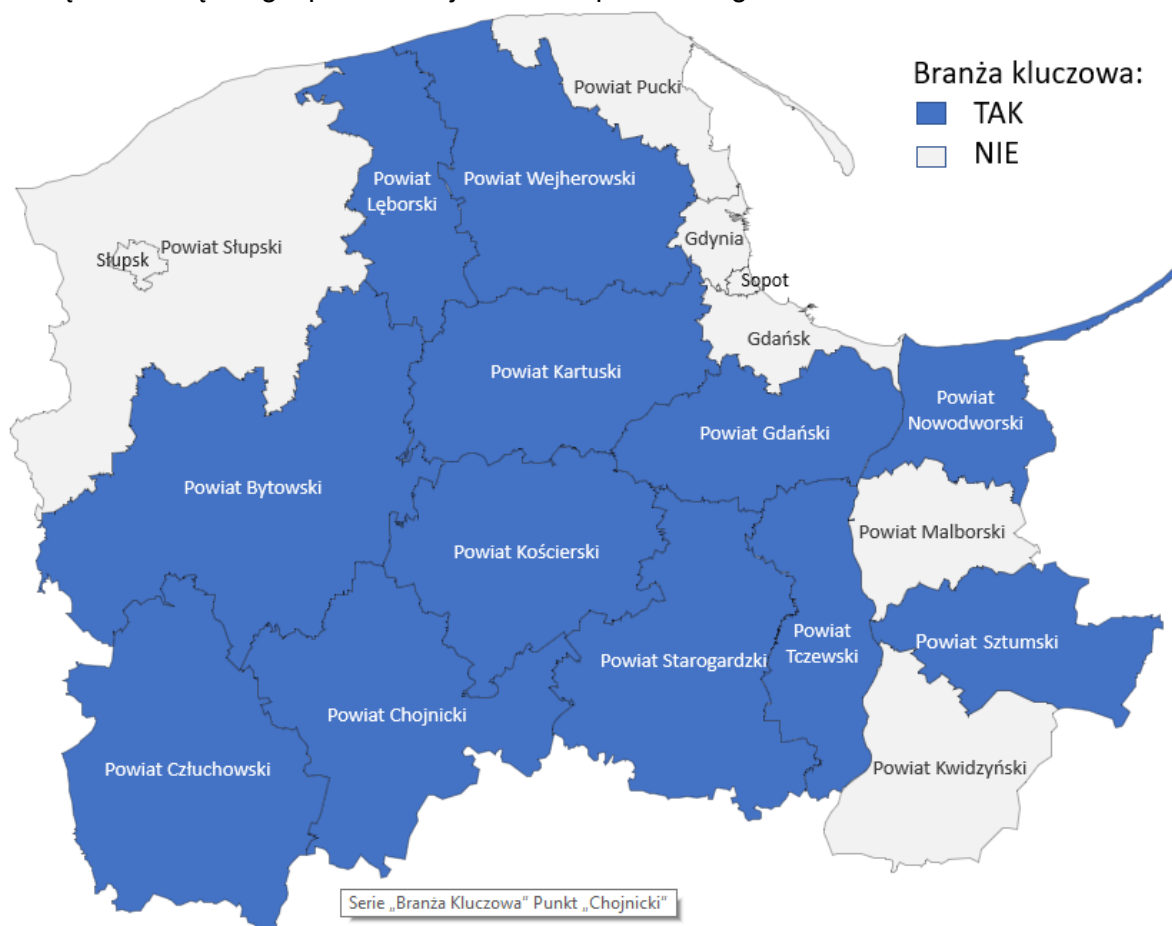 Branża kluczowa:
TAK
NIE
Powiat Pucki
Powiat
Lęborski
Powiat Wejherowski
Powiat Słupski
Słupsk
Gdynia
Sopot
Gdańsk
Powiat Kartuski
Powiat Gdański
Powiat
Nowodworski
Powiat Bytowski
Powiat Kościerski
Powiat Malborski
Powiat Starogardzki
Powiat
Tczewski
Powiat Sztumski
Powiat Chojnicki
Powiat Człuchowski
Powiat Kwidzyński
Serie „Branża Kluczowa“ Punkt „Chojnicki“